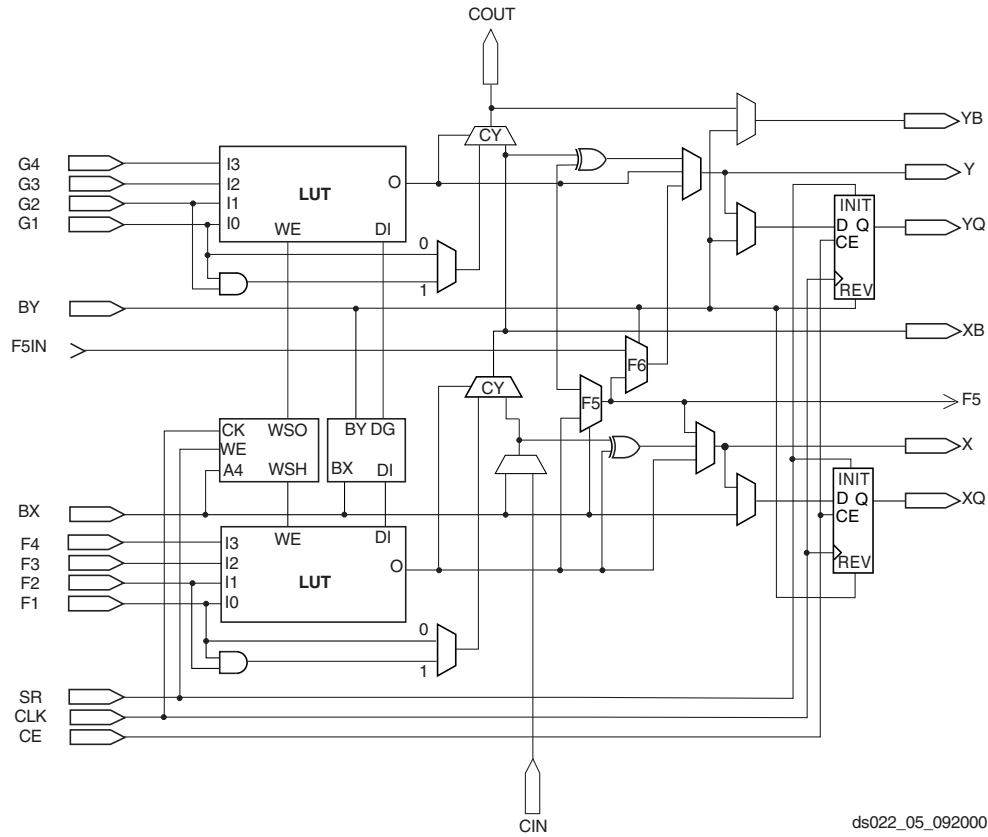 COUT
CY
YB
G4
G3
G2
G1
I3
I2
I1
I0
LUT
O
WE
DI
0
1
Y
INIT
D Q
CE
REV
YQ
BY
XB
F5IN
F6
CY
F5
F5
CK
WSO
WE
A4
WSH
BY DG
BX
DI
X
INIT
D Q
CE
REV
XQ
BX
F4
F3
F2
F1
I3
I2
I1
I0
WE
DI
LUT
O
0
1
SR
CLK
CE
CIN
ds022_05_092000